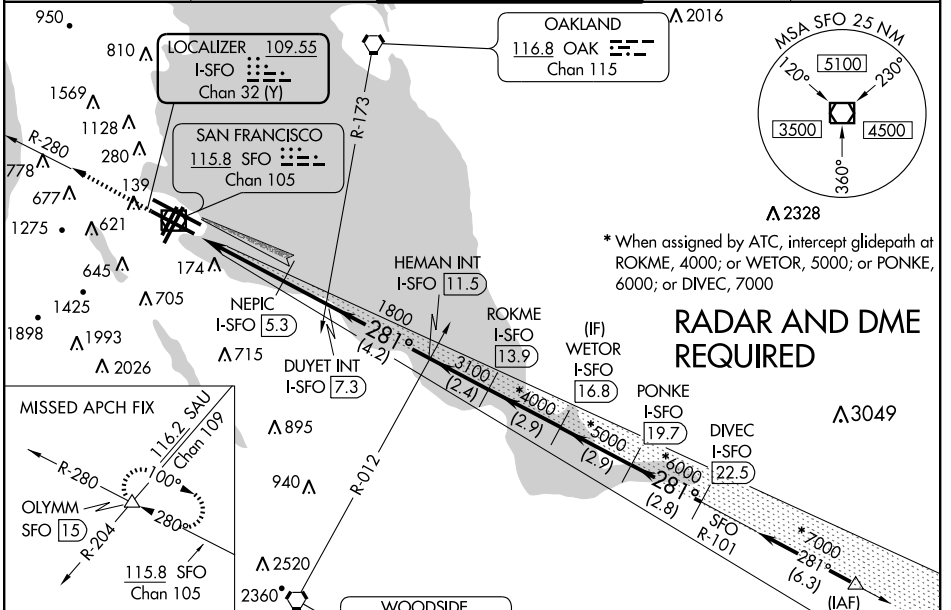 950
810
1569
1128
280
778
677
139
1275
621
645
174
1425
705
1898
1993
2026
715
895
940
2520
2360
2016
2328
3049
R-280
LOCALIZER 109.55
I-SFO
Chan 32 (Y)
SAN FRANCISCO
115.8 SFO
Chan 105
OAKLAND
116.8 OAK
Chan 115
R-173
MSA SFO 25 NM
120°
5100
230°
3500
4500
360°
* When assigned by ATC, intercept glidepath at
ROKME, 4000; or WETOR, 5000; or PONKE,
6000; or DIVEC, 7000
RADAR AND DME
REQUIRED
NEPIC
I-SFO 5.3
DUYET INT
I-SFO 7.3
HEMAN INT
I-SFO 11.5
ROKME
I-SFO
13.9
(IF)
WETOR
I-SFO
16.8
PONKE
I-SFO
19.7
DIVEC
I-SFO
22.5
1800
281°
(4.2)
3100
(2.4)
*4000
(2.9)
*5000
(2.9)
*6000
281°
(2.8)
SFO
R-101
*7000
281°
(6.3)
(IAF)
R-012
WOODSIDE
MISSED APCH FIX
116.2 SAU
Chan 109
R-280
100°
OLYMM
SFO 15
280°
R-204
115.8 SFO
Chan 105